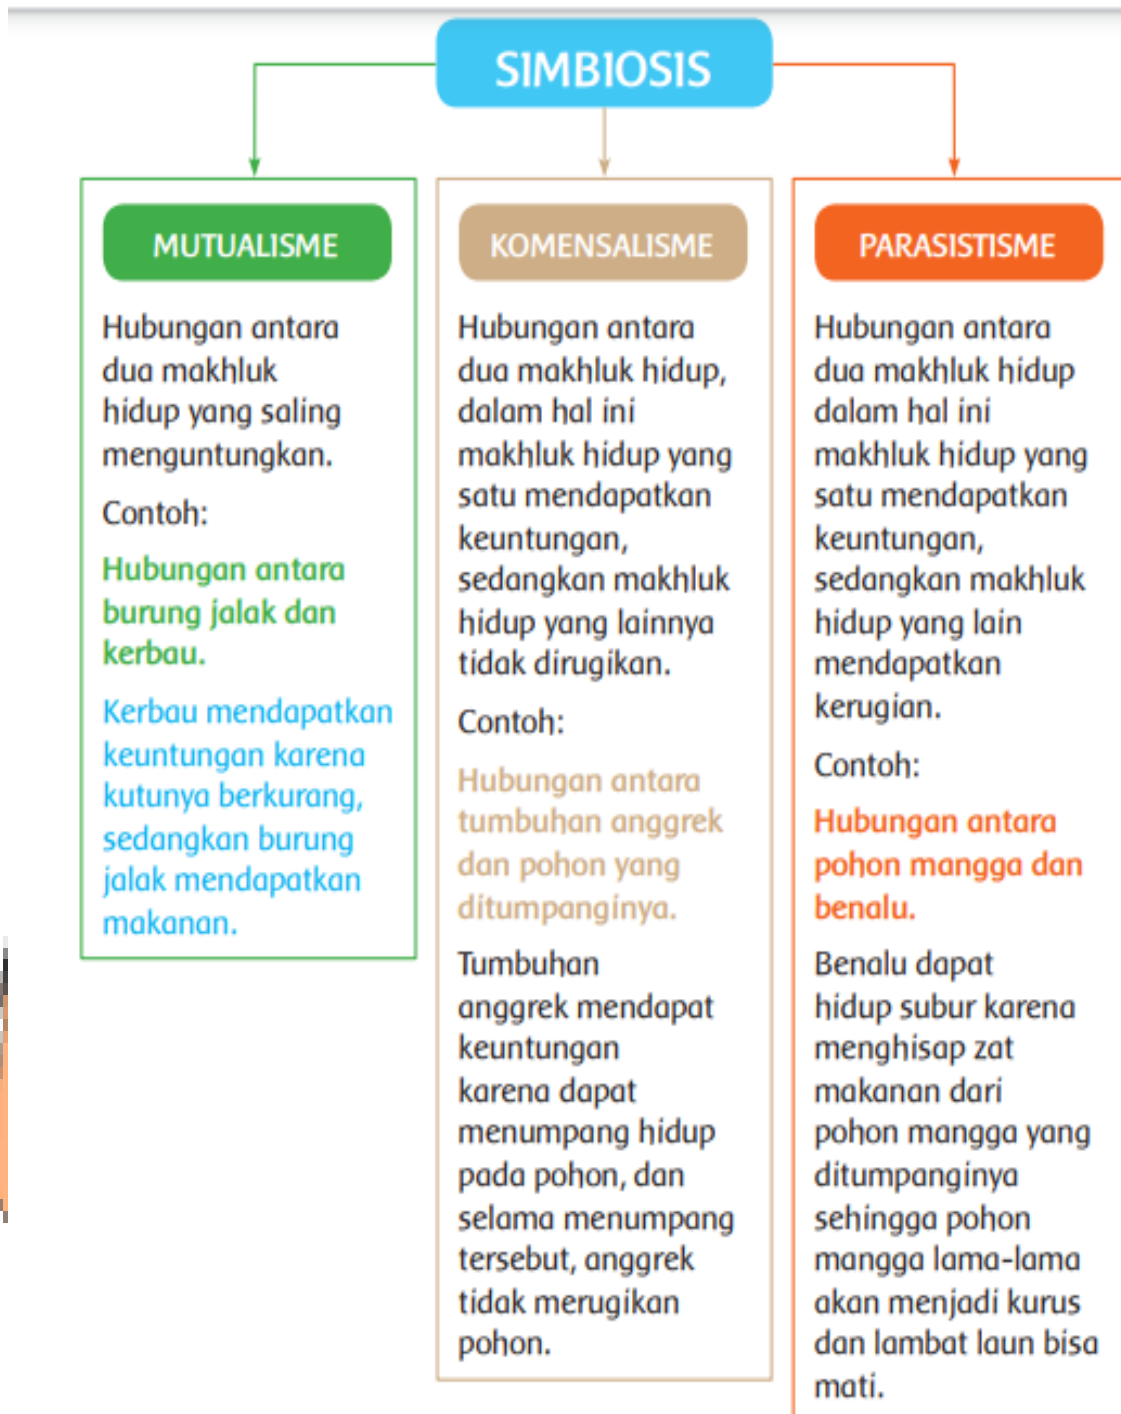 SIMBIOSIS
MUTUALISME
Hubungan antara
dua makhluk
hidup yang saling
menguntungkan.
Contoh:
Hubungan antara
burung jalak dan
kerbau.
Kerbau mendapatkan
keuntungan karena
kutunya berkurang,
sedangkan burung
jalak mendapatkan
makanan.
KOMENSALISME
Hubungan antara
dua makhluk hidup,
dalam hal ini
makhluk hidup yang
satu mendapatkan
keuntungan,
sedangkan makhluk
hidup yang lainnya
tidak dirugikan.
Contoh:
Hubungan antara
tumbuhan anggrek
dan pohon yang
ditumpanginya.
Tumbuhan
anggrek mendapat
keuntungan
karena dapat
menumpang hidup
pada pohon, dan
selama menumpang
tersebut, anggrek
tidak merugikan
pohon.
PARASISTISME
Hubungan antara
dua makhluk hidup
dalam hal ini
makhluk hidup yang
satu mendapatkan
keuntungan,
sedangkan makhluk
hidup yang lain
mendapatkan
kerugian.
Contoh:
Hubungan antara
pohon mangga dan
benalu.
Benalu dapat
hidup subur karena
menghisap zat
makanan dari
pohon mangga yang
ditumpanginya
sehingga pohon
mangga lama-lama
akan menjadi kurus
dan lambat laun bisa
mati.